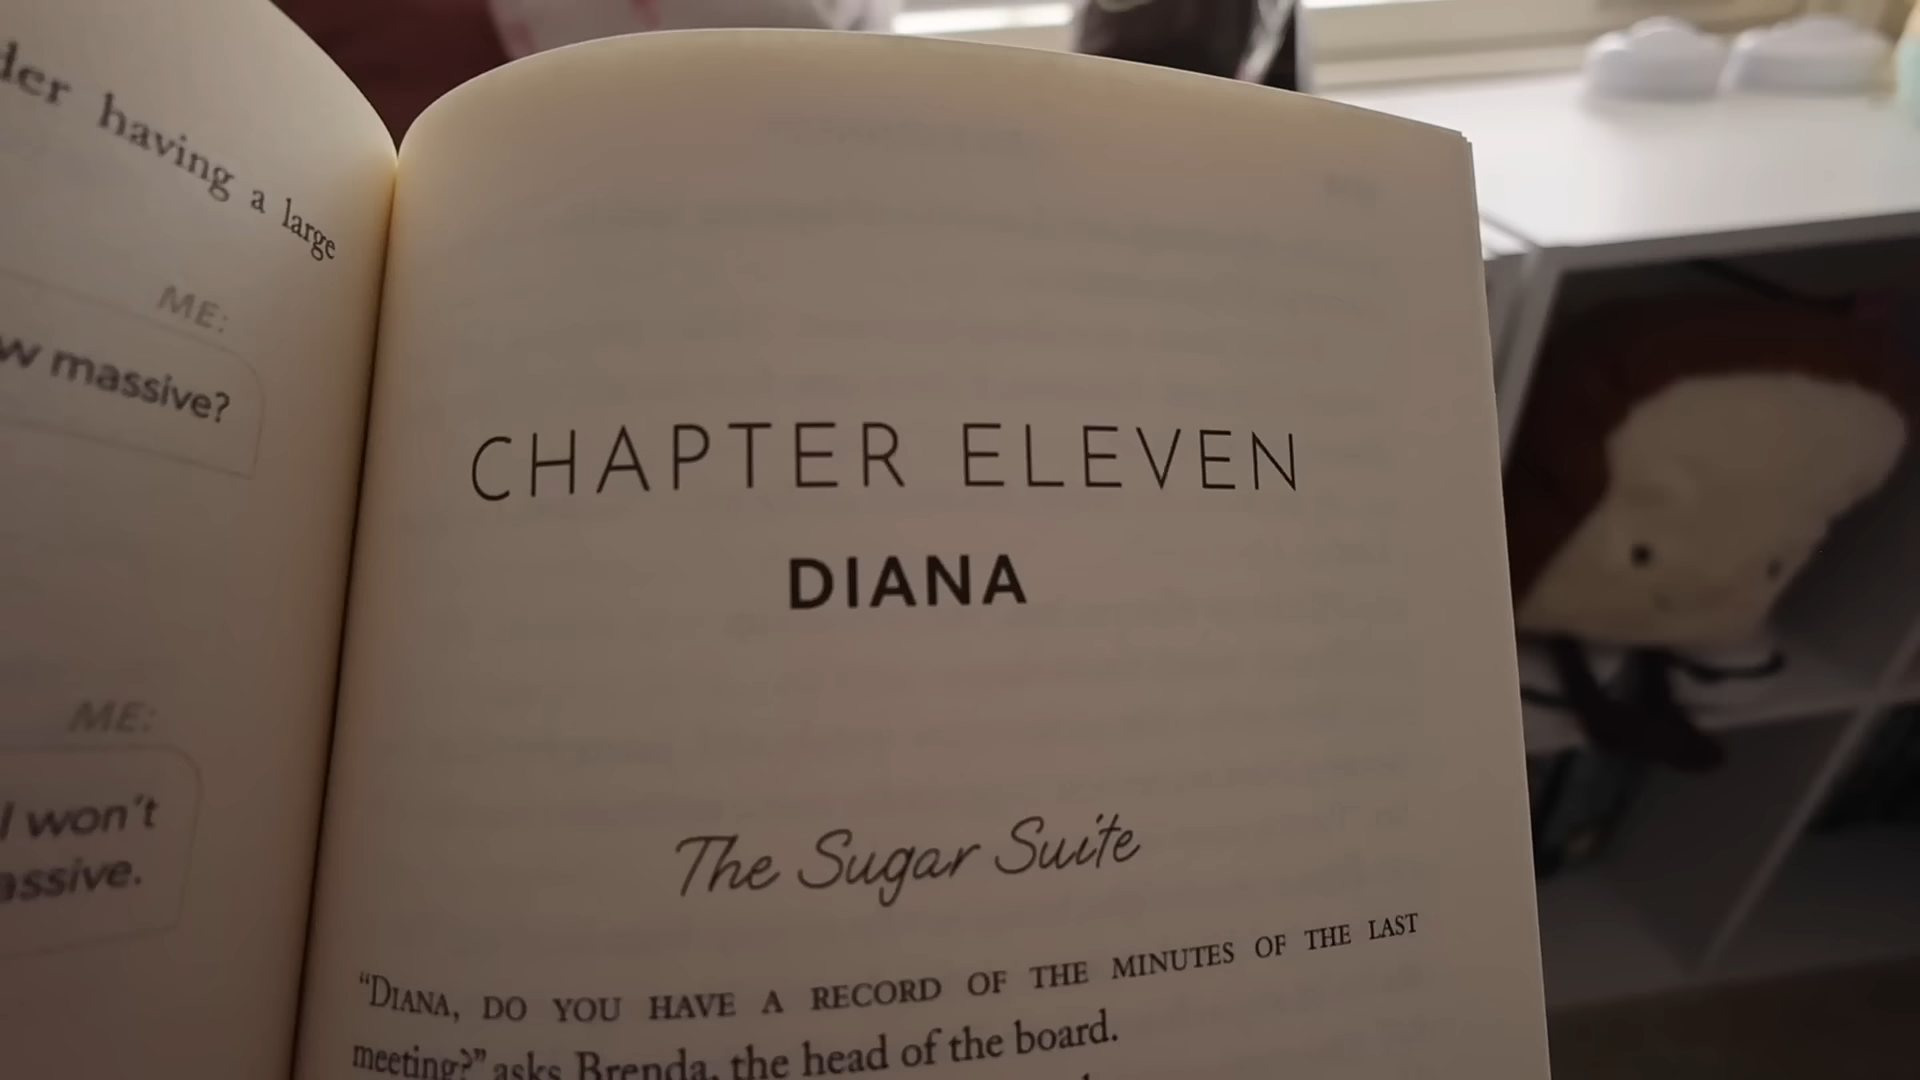 der having a large
ME:
w massive?
ME:
I won't
assive.
CHAPTER ELEVEN
DIANA
The Sugar Suite
“DIANA, DO YOU HAVE A RECORD OF THE MINUTES OF THE LAST
meeting?” asks Brenda, the head of the board.